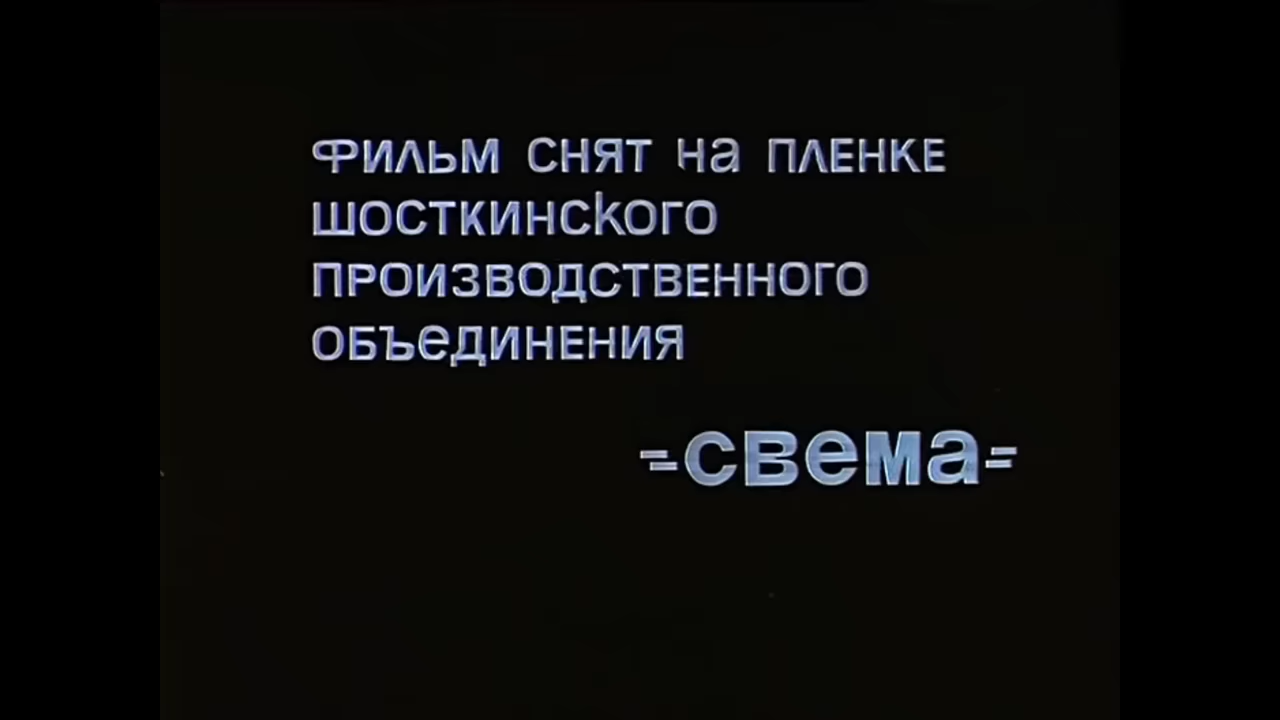 ФИЛЬМ СНЯТ На ПЛЕНКЕ
ШОСТКИНСКОГО
ПРОИЗВОДСТВЕННОГО
ОБЪеДИНЕНИЯ
-СВема-